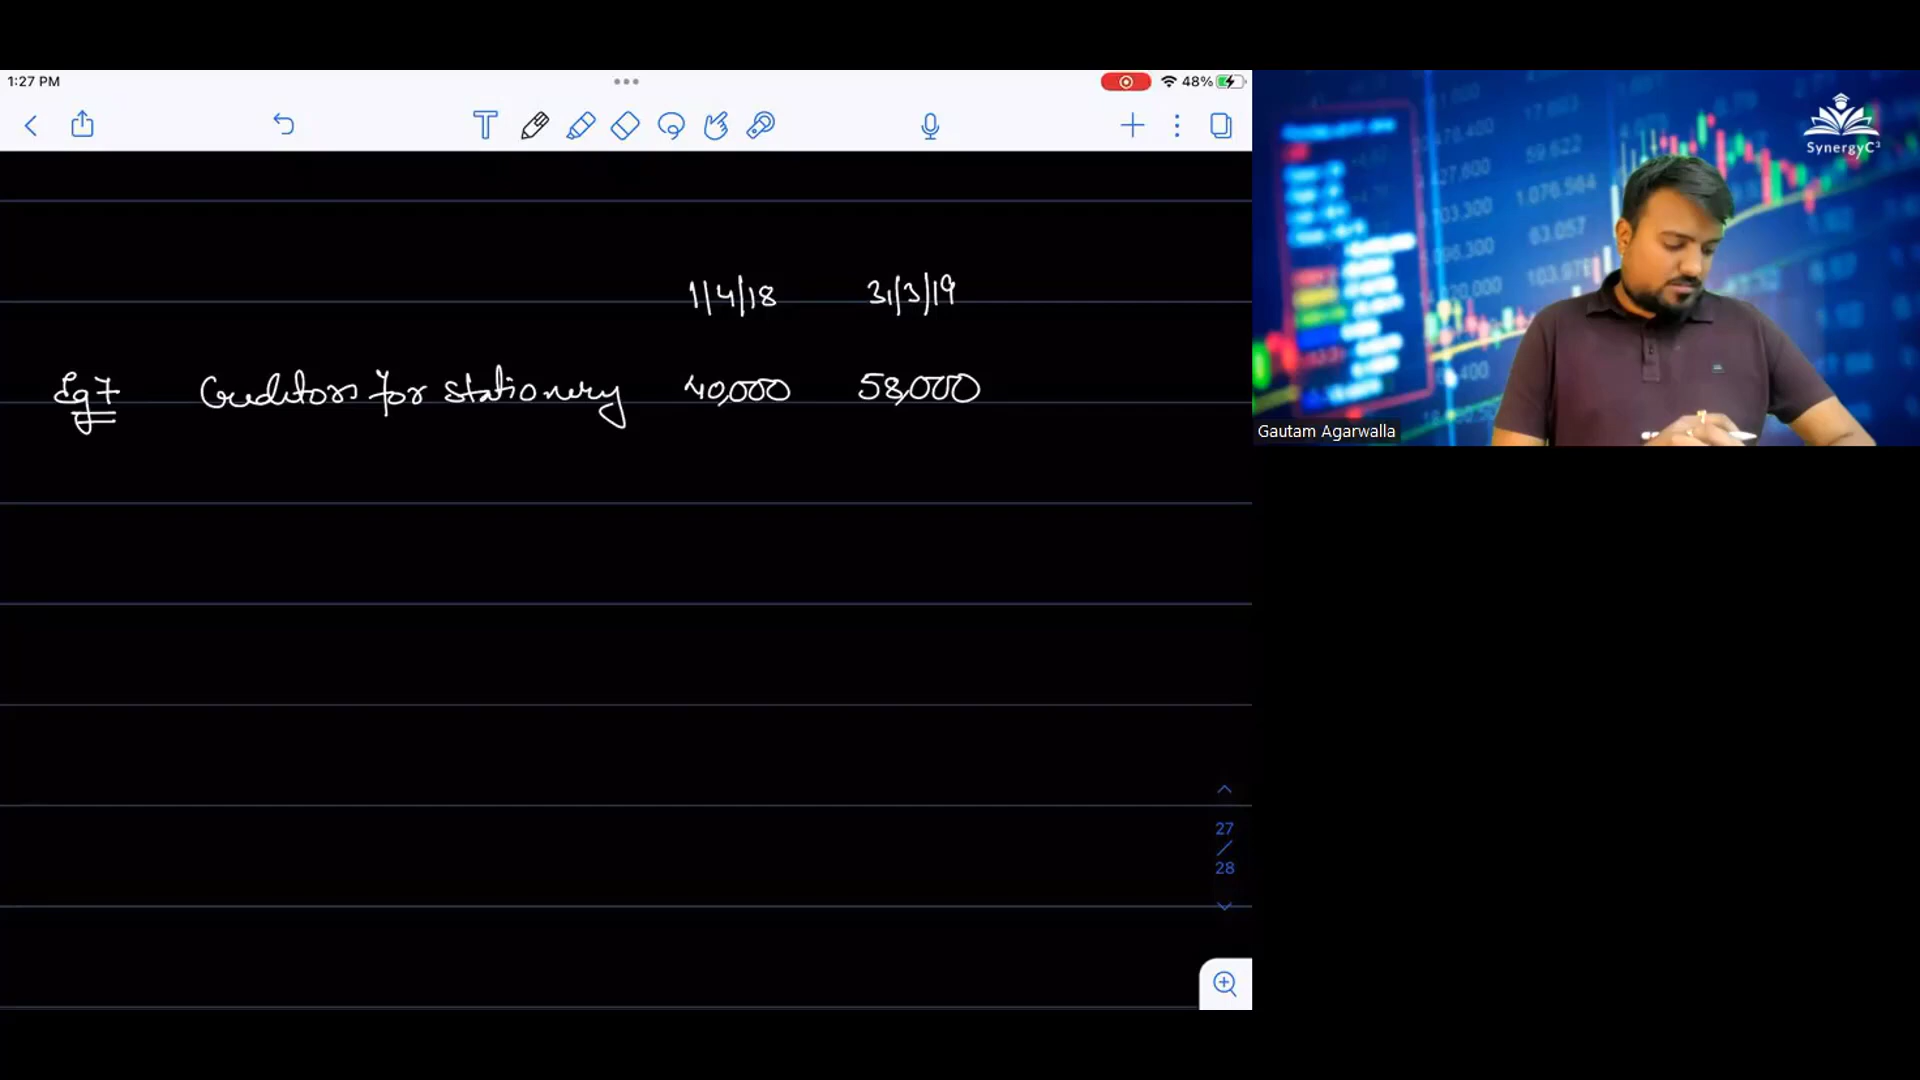 1:27 PM
48%
SynergyC³
1/4/18 31/3/19
Eg 7 Creditors for stationery 40,000 58,000
Gautam Agarwalla
27
/
28